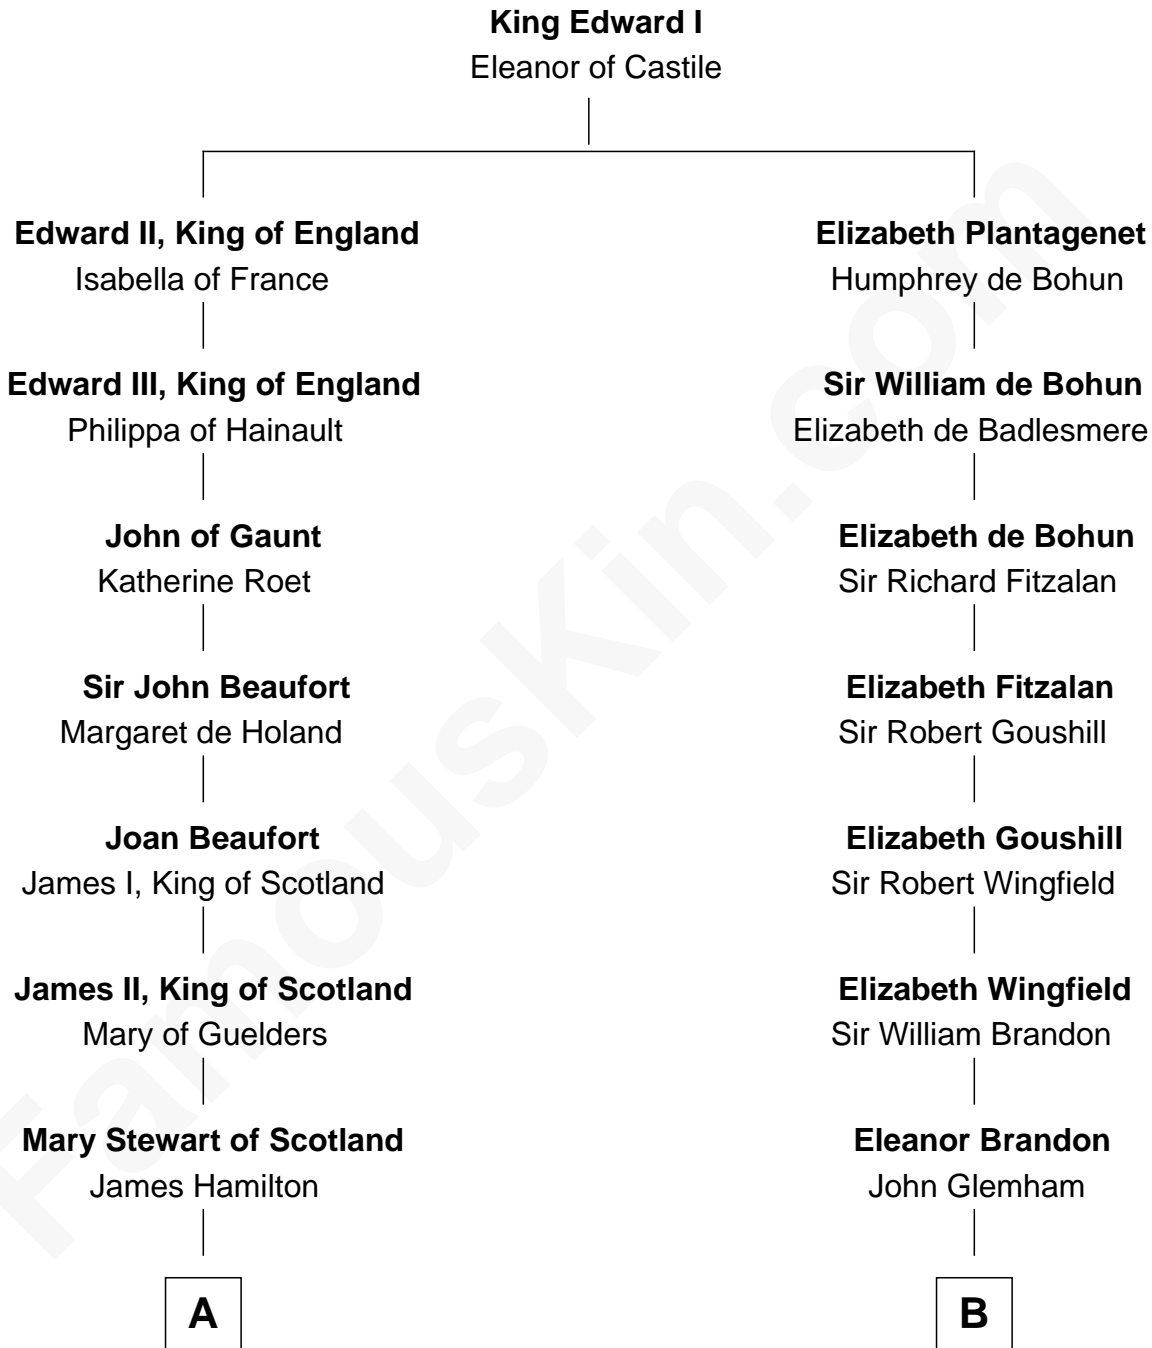 King Edward I
Eleanor of Castile
Edward II, King of England
Isabella of France
Elizabeth Plantagenet
Humphrey de Bohun
Edward III, King of England
Philippa of Hainault
Sir William de Bohun
Elizabeth de Badlesmere
John of Gaunt
Katherine Roet
Elizabeth de Bohun
Sir Richard Fitzalan
Sir John Beaufort
Margaret de Holand
Elizabeth Fitzalan
Sir Robert Goushill
Joan Beaufort
James I, King of Scotland
Elizabeth Goushill
Sir Robert Wingfield
James II, King of Scotland
Mary of Guelders
Elizabeth Wingfield
Sir William Brandon
Mary Stewart of Scotland
James Hamilton
Eleanor Brandon
John Glemham
A
B
FamousKin.com